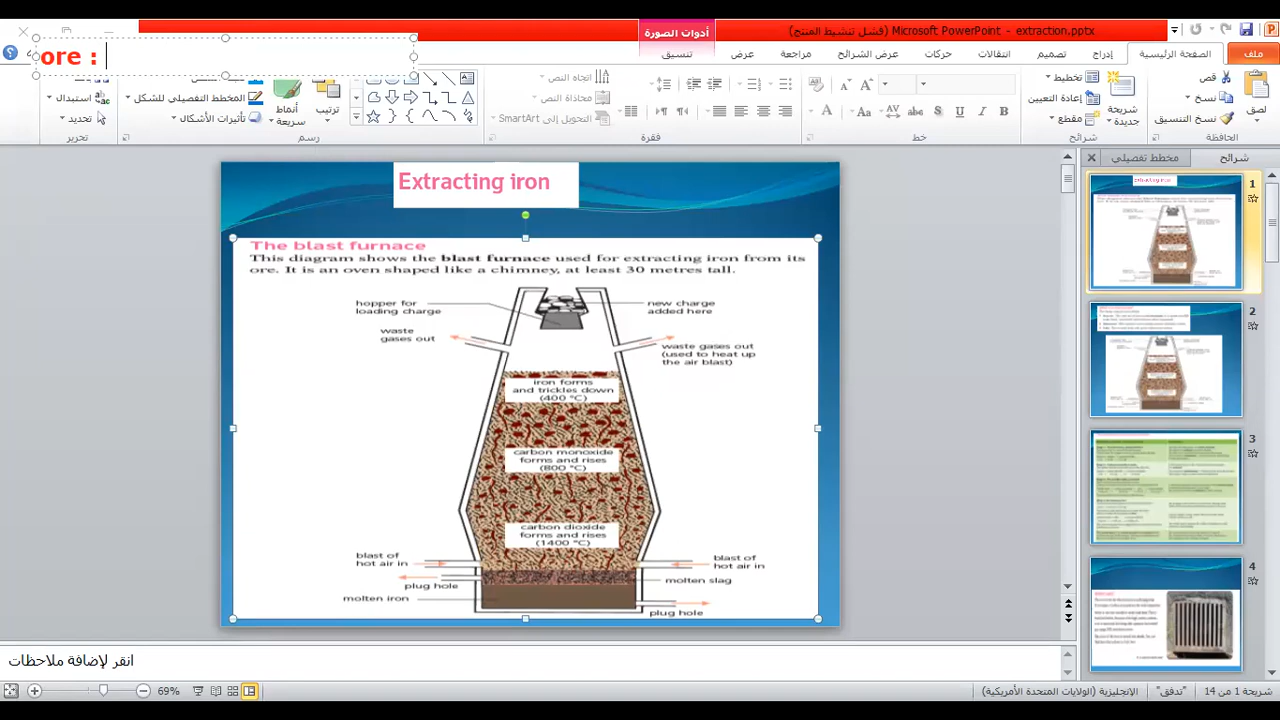 extraction.pptx - Microsoft PowerPoint (فشل تنشيط المنتج)
أدوات الصورة
ore :
ملف
الصفحة الرئيسية
إدراج
تصميم
انتقالات
حركات
عرض الشرائح
مراجعة
عرض
تنسيق
لصق
قص
نسخ
نسخ التنسيق
الحافظة
شريحة
جديدة
تخطيط
إعادة التعيين
مقطع
شرائح
خط
اتجاه النص
محاذاة النص
التحويل إلى SmartArt
فقرة
ترتيب
أنماط
سريعة
المخطط التفصيلي للشكل
تأثيرات الأشكال
رسم
استبدال
تحديد
تحرير
شرائح
مخطط تفصيلي
1
2
3
4
Extracting iron
The blast furnace
This diagram shows the blast furnace used for extracting iron from its
ore. It is an oven shaped like a chimney, at least 30 metres tall.
hopper for
loading charge
new charge
added here
waste
gases out
waste gases out
(used to heat up
the air blast)
iron forms
and trickles down
(400 °C)
carbon monoxide
forms and rises
(800 °C)
carbon dioxide
forms and rises
(1400 °C)
blast of
hot air in
blast of
hot air in
plug hole
molten slag
molten iron
plug hole
انقر لإضافة ملاحظات
شريحة 1 من 14
"تدفق"
الإنجليزية (الولايات المتحدة الأمريكية)
69%